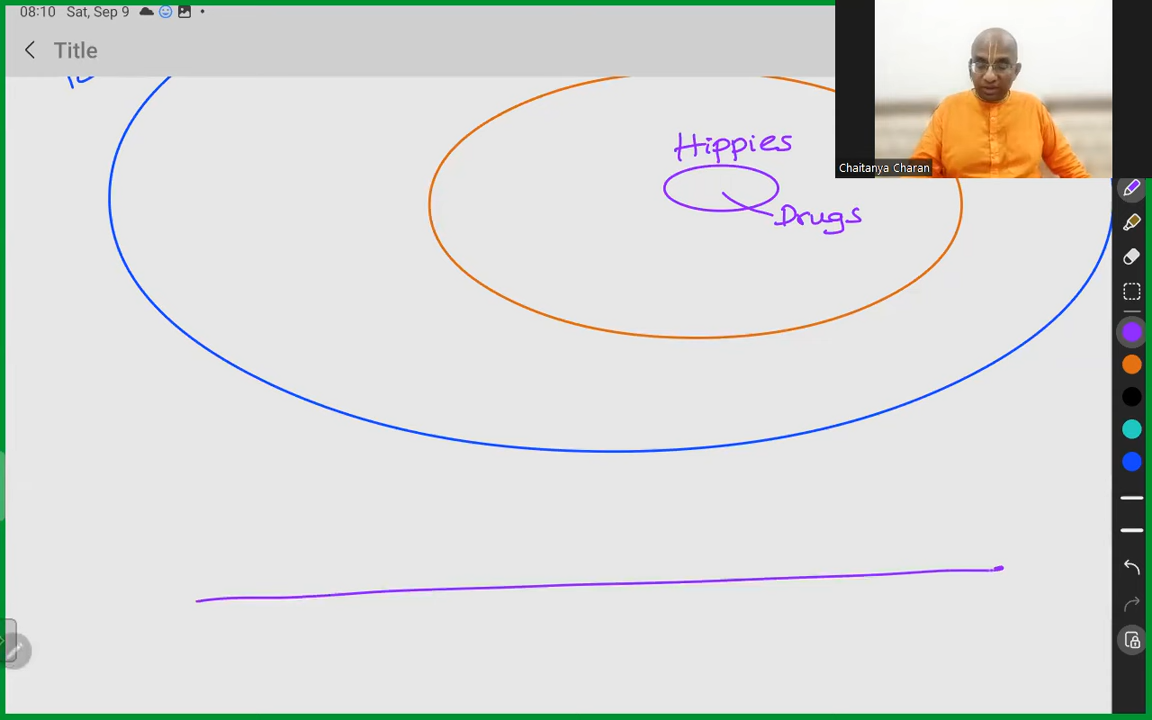 08:10 Sat, Sep 9
Title
Hippies
Drugs
Chaitanya Charan